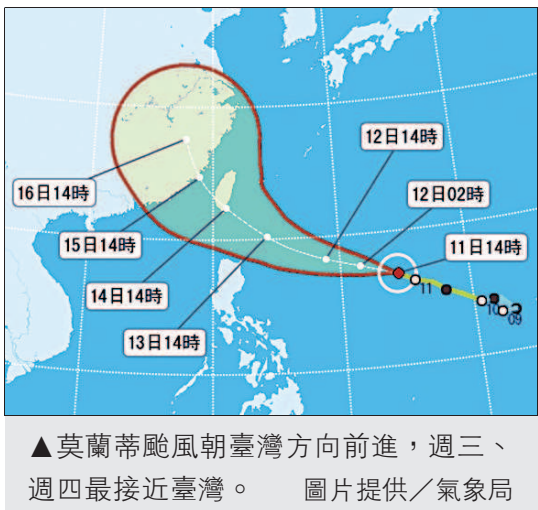 12日14時
12日02時
16日14時
11日14時
15日14時
14日14時
13日14時
11
10
09
▲莫蘭蒂颱風朝臺灣方向前進，週三、
週四最接近臺灣。 圖片提供／氣象局